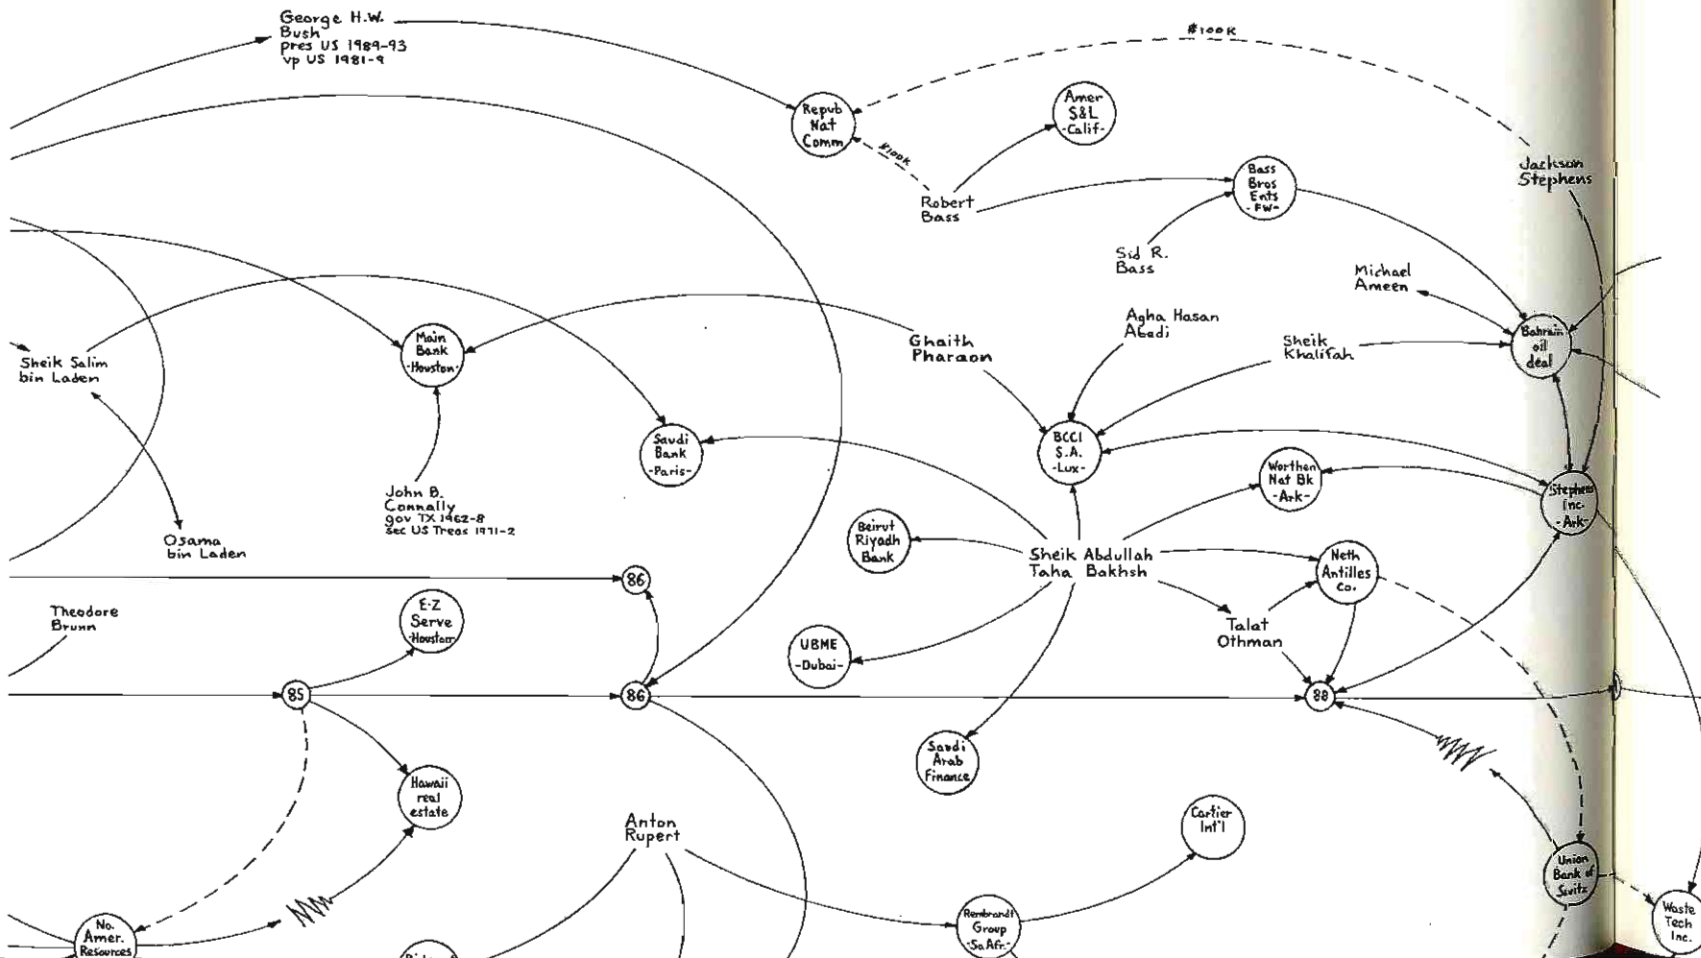 George H.W.
Bush
pres US 1989-93
vp US 1981-9
$100K
Repub
Nat
Comm
Amer
S&L
-Calif-
$100K
Robert
Bass
Bass
Bros
Ents
-FW-
Jackson
Stephens
Sid R.
Bass
Michael
Ameen
Agha Hasan
Abedi
Ghaith
Pharaon
Sheik
Khalifah
Bahrain
oil
deal
Main
Bank
-Houston-
Sheik Salim
bin Laden
Saudi
Bank
-Paris-
BCCI
S.A.
-Lux-
Worthen
Nat Bk
-Ark-
Stephens
Inc.
-Ark-
John B.
Connally
gov TX 1962-8
sec US Treas 1971-2
Osama
bin Laden
Beirut
Riyadh
Bank
Sheik Abdullah
Taha Bakhsh
Neth
Antilles
Co.
86
Theodore
Brunn
E-Z
Serve
-Houston-
UBME
-Dubai-
Talat
Othman
85
86
88
Saudi
Arab
Finance
Hawaii
real
estate
Anton
Rupert
Cartier
Int'l
Union
Bank of
Switz
No.
Amer.
Resources
Rembrandt
Group
-So Afr.-
Waste
Tech
Inc.